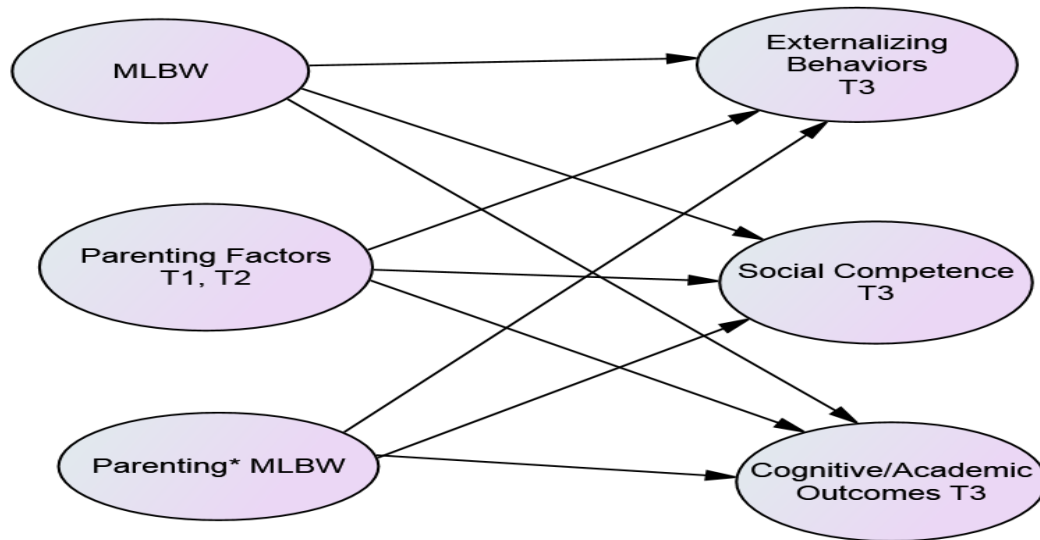 MLBW
Externalizing
Behaviors
T3
Parenting Factors
T1, T2
Social Competence
T3
Parenting* MLBW
Cognitive/Academic
Outcomes T3